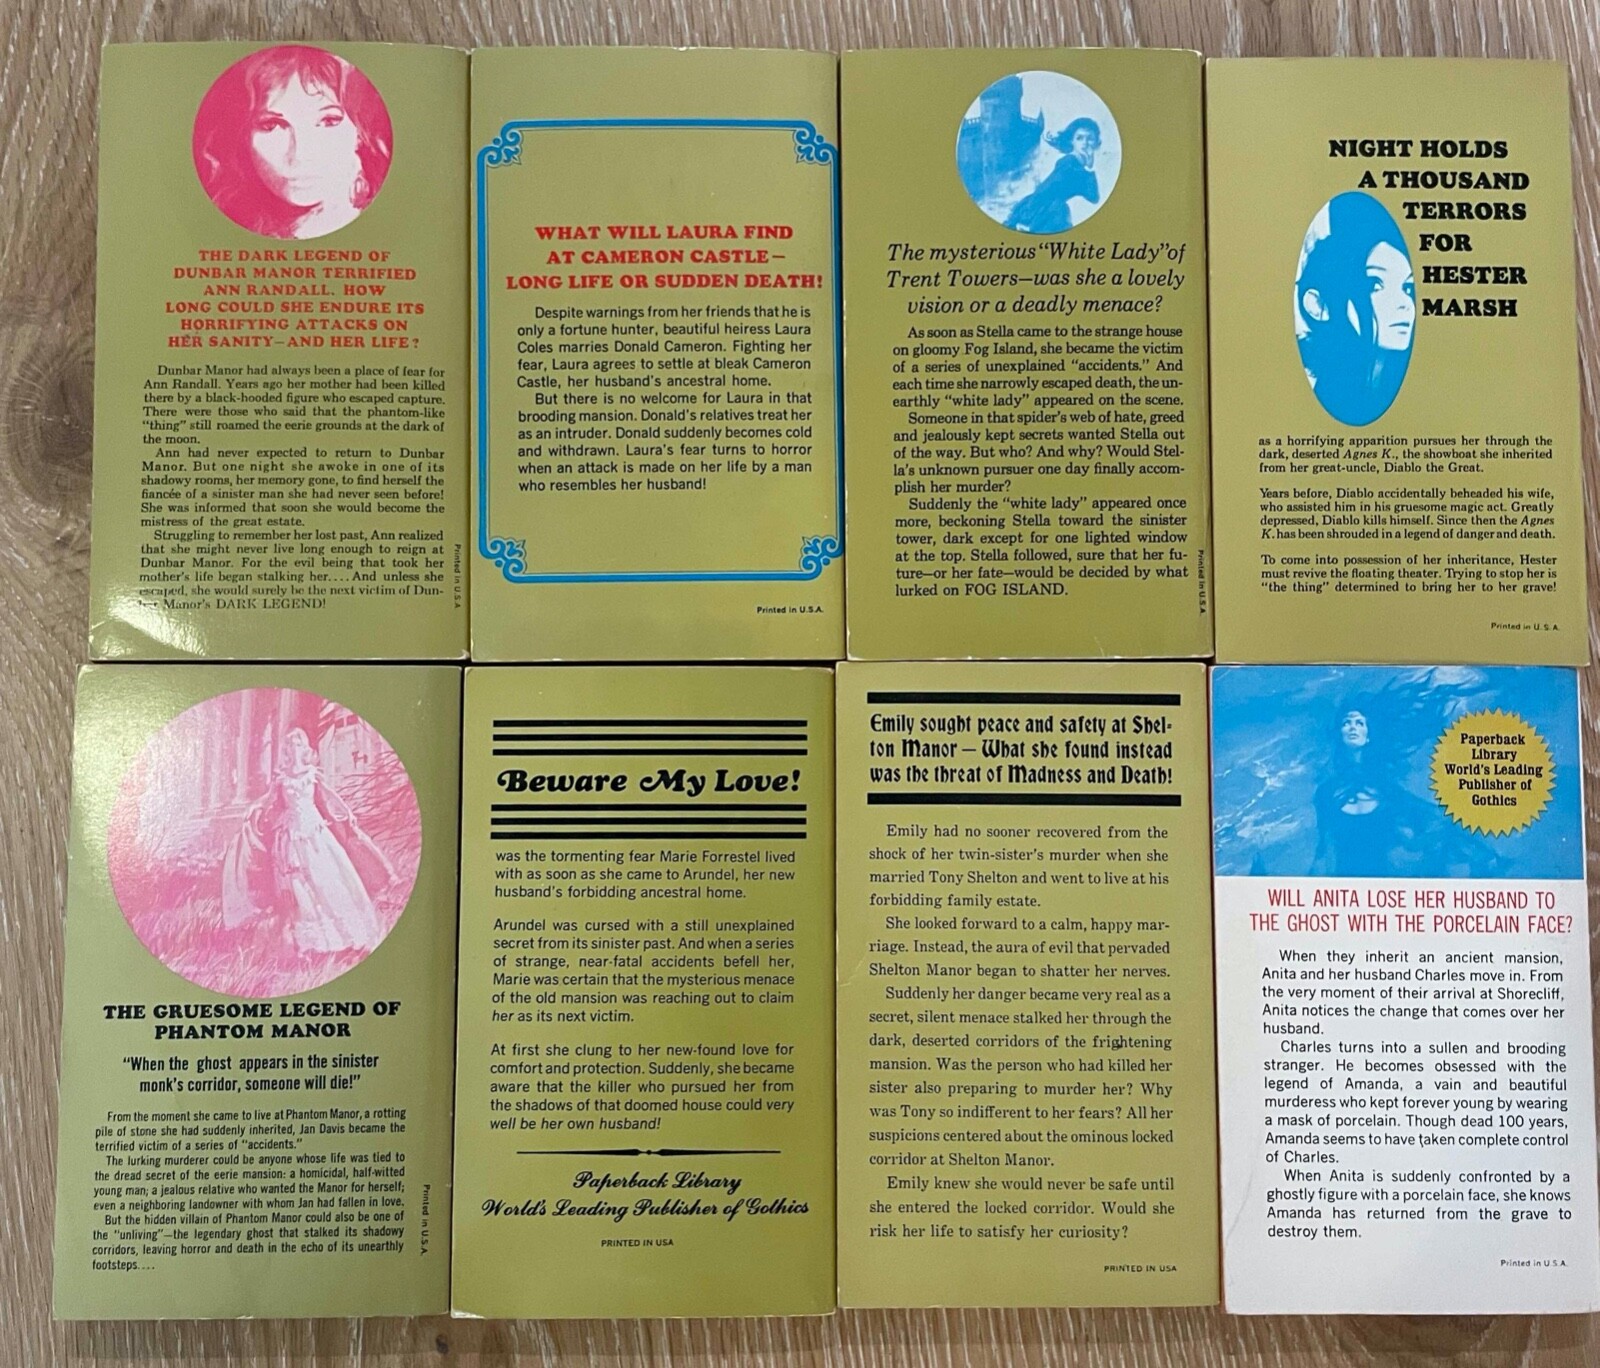 THE DARK LEGEND OF
DUNBAR MANOR TERRIFIED
ANN RANDALL. HOW
LONG COULD SHE ENDURE ITS
HORRIFYING ATTACKS ON
HER SANITY—AND HER LIFE?
Dunbar Manor had always been a place of fear for
Ann Randall. Years ago her mother had been killed
there by a black-hooded figure who escaped capture.
There were those who said that the phantom-like
"thing" still roamed the eerie grounds at the dark of
the moon.
Ann had never expected to return to Dunbar
Manor. But one night she awoke in one of its
shadowy rooms, her memory gone, to find herself the
fiancée of a sinister man she had never seen before!
She was informed that soon she would become the
mistress of the great estate.
Struggling to remember her lost past, Ann realized
that she might never live long enough to reign at
Dunbar Manor. For the evil being that took her
mother's life began stalking her.... And unless she
escaped, she would surely be the next victim of Dun-
bar Manor's DARK LEGEND!
Printed in U.S.A.
WHAT WILL LAURA FIND
AT CAMERON CASTLE—
LONG LIFE OR SUDDEN DEATH!
Despite warnings from her friends that he is
only a fortune hunter, beautiful heiress Laura
Coles marries Donald Cameron. Fighting her
fear, Laura agrees to settle at bleak Cameron
Castle, her husband's ancestral home.
But there is no welcome for Laura in that
brooding mansion. Donald's relatives treat her
as an intruder. Donald suddenly becomes cold
and withdrawn. Laura's fear turns to horror
when an attack is made on her life by a man
who resembles her husband!
Printed in U.S.A.
The mysterious "White Lady" of
Trent Towers—was she a lovely
vision or a deadly menace?
As soon as Stella came to the strange house
on gloomy Fog Island, she became the victim
of a series of unexplained "accidents." And
each time she narrowly escaped death, the un-
earthly "white lady" appeared on the scene.
Someone in that spider's web of hate, greed
and jealously kept secrets wanted Stella out
of the way. But who? And why? Would Stel-
la's unknown pursuer one day finally accom-
plish her murder?
Suddenly the "white lady" appeared once
more, beckoning Stella toward the sinister
tower, dark except for one lighted window
at the top. Stella followed, sure that her fu-
ture—or her fate—would be decided by what
lurked on FOG ISLAND.
Printed in U.S.A.
NIGHT HOLDS
A THOUSAND
TERRORS
FOR
HESTER
MARSH
as a horrifying apparition pursues her through the
dark, deserted Agnes K., the showboat she inherited
from her great-uncle, Diablo the Great.
Years before, Diablo accidentally beheaded his wife,
who assisted him in his gruesome magic act. Greatly
depressed, Diablo kills himself. Since then the Agnes
K. has been shrouded in a legend of danger and death.
To come into possession of her inheritance, Hester
must revive the floating theater. Trying to stop her is
"the thing" determined to bring her to her grave!
Printed in U.S.A.
THE GRUESOME LEGEND OF
PHANTOM MANOR
"When the ghost appears in the sinister
monk's corridor, someone will die!"
From the moment she came to live at Phantom Manor, a rotting
pile of stone she had suddenly inherited, Jan Davis became the
terrified victim of a series of "accidents."
The lurking murderer could be anyone whose life was tied to
the dread secret of the eerie mansion: a homicidal, half-witted
young man; a jealous relative who wanted the Manor for herself;
even a neighboring landowner with whom Jan had fallen in love.
But the hidden villain of Phantom Manor could also be one of
the "unliving"—the legendary ghost that stalked its shadowy
corridors, leaving horror and death in the echo of its unearthly
footsteps....
Printed in U.S.A.
Beware My Love!
was the tormenting fear Marie Forrestel lived
with as soon as she came to Arundel, her new
husband's forbidding ancestral home.
Arundel was cursed with a still unexplained
secret from its sinister past. And when a series
of strange, near-fatal accidents befell her,
Marie was certain that the mysterious menace
of the old mansion was reaching out to claim
her as its next victim.
At first she clung to her new-found love for
comfort and protection. Suddenly, she became
aware that the killer who pursued her from
the shadows of that doomed house could very
well be her own husband!
Paperback Library
World's Leading Publisher of Gothics
PRINTED IN USA
Emily sought peace and safety at Shel-
ton Manor — What she found instead
was the threat of Madness and Death!
Emily had no sooner recovered from the
shock of her twin-sister's murder when she
married Tony Shelton and went to live at his
forbidding family estate.
She looked forward to a calm, happy mar-
riage. Instead, the aura of evil that pervaded
Shelton Manor began to shatter her nerves.
Suddenly her danger became very real as a
secret, silent menace stalked her through the
dark, deserted corridors of the frightening
mansion. Was the person who had killed her
sister also preparing to murder her? Why
was Tony so indifferent to her fears? All her
suspicions centered about the ominous locked
corridor at Shelton Manor.
Emily knew she would never be safe until
she entered the locked corridor. Would she
risk her life to satisfy her curiosity?
PRINTED IN USA
Paperback
Library
World's Leading
Publisher of
Gothics
WILL ANITA LOSE HER HUSBAND TO
THE GHOST WITH THE PORCELAIN FACE?
When they inherit an ancient mansion,
Anita and her husband Charles move in. From
the very moment of their arrival at Shorecliff,
Anita notices the change that comes over her
husband.
Charles turns into a sullen and brooding
stranger. He becomes obsessed with the
legend of Amanda, a vain and beautiful
murderess who kept forever young by wearing
a mask of porcelain. Though dead 100 years,
Amanda seems to have taken complete control
of Charles.
When Anita is suddenly confronted by a
ghostly figure with a porcelain face, she knows
Amanda has returned from the grave to
destroy them.
Printed in U.S.A.